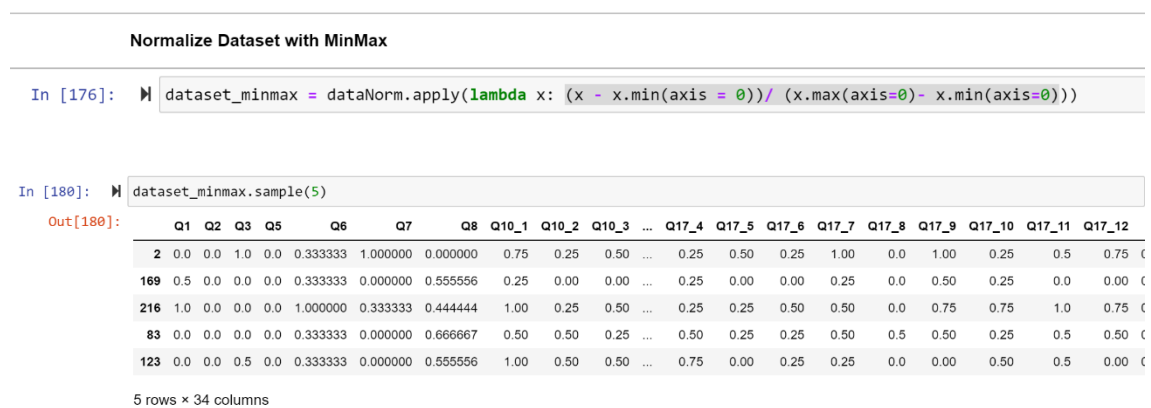 Normalize Dataset with MinMax
In [176]: dataset_minmax = dataNorm.apply(lambda x: (x - x.min(axis = 0))/ (x.max(axis=0)- x.min(axis=0)))
In [180]: dataset_minmax.sample(5)
Out[180]:
Q1 Q2 Q3 Q5 Q6 Q7 Q8 Q10_1 Q10_2 Q10_3 ... Q17_4 Q17_5 Q17_6 Q17_7 Q17_8 Q17_9 Q17_10 Q17_11 Q17_12
2 0.0 0.0 1.0 0.0 0.333333 1.000000 0.000000 0.75 0.25 0.50 ... 0.25 0.50 0.25 1.00 0.0 1.00 0.25 0.5 0.75
169 0.5 0.0 0.0 0.0 0.333333 0.000000 0.555556 0.25 0.00 0.00 ... 0.25 0.00 0.00 0.25 0.0 0.50 0.25 0.0 0.00
216 1.0 0.0 0.0 0.0 1.000000 0.333333 0.444444 1.00 0.25 0.50 ... 0.25 0.25 0.50 0.50 0.0 0.75 0.75 1.0 0.75
83 0.0 0.0 0.0 0.0 0.333333 0.000000 0.666667 0.50 0.50 0.25 ... 0.50 0.25 0.25 0.50 0.5 0.50 0.25 0.5 0.50
123 0.0 0.0 0.5 0.0 0.333333 0.000000 0.555556 1.00 0.50 0.50 ... 0.75 0.00 0.25 0.25 0.0 0.00 0.50 0.5 0.00
5 rows × 34 columns